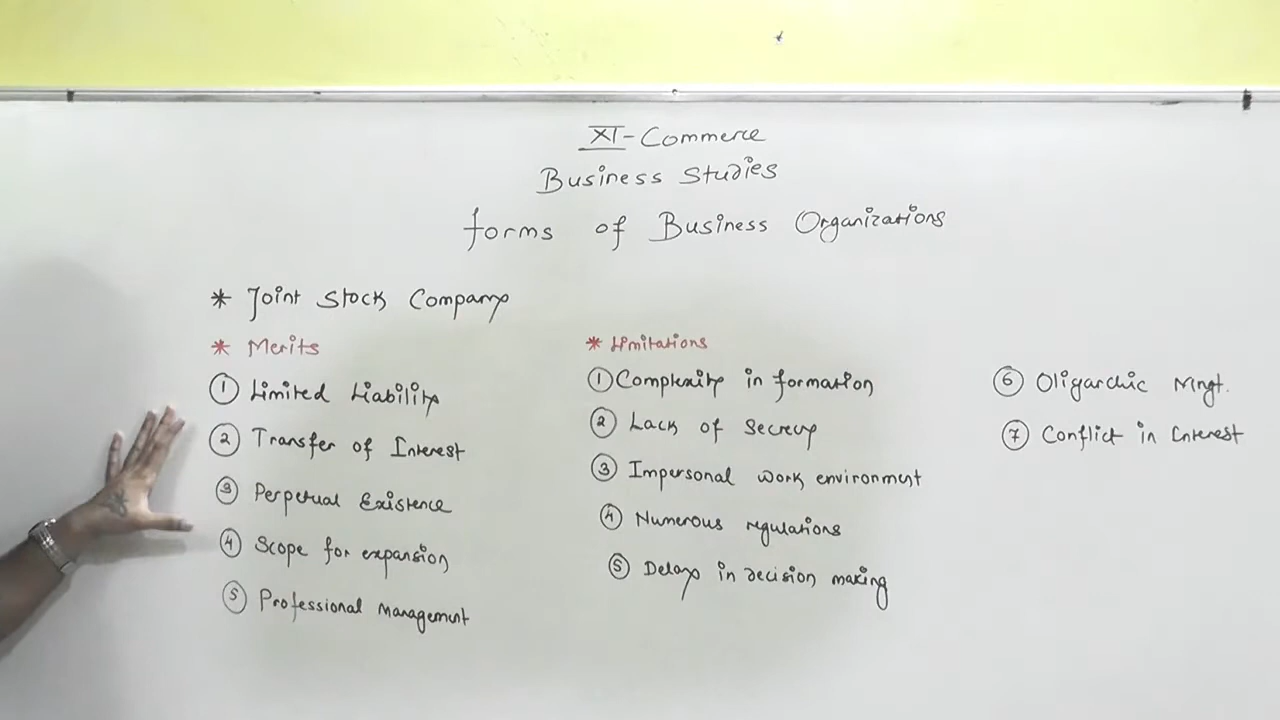 XI-Commerce
Business Studies
forms of Business Organizations
* Joint Stock Company
* Merits
① Limited Liability
② Transfer of Interest
③ Perpetual Existence
④ Scope for expansion
⑤ Professional management
* Limitations
① Complexity in formation
② Lack of Secrecy
③ Impersonal work environment
④ Numerous regulations
⑤ Delays in decision making
⑥ Oligarchic Mngt.
⑦ Conflict in Interest